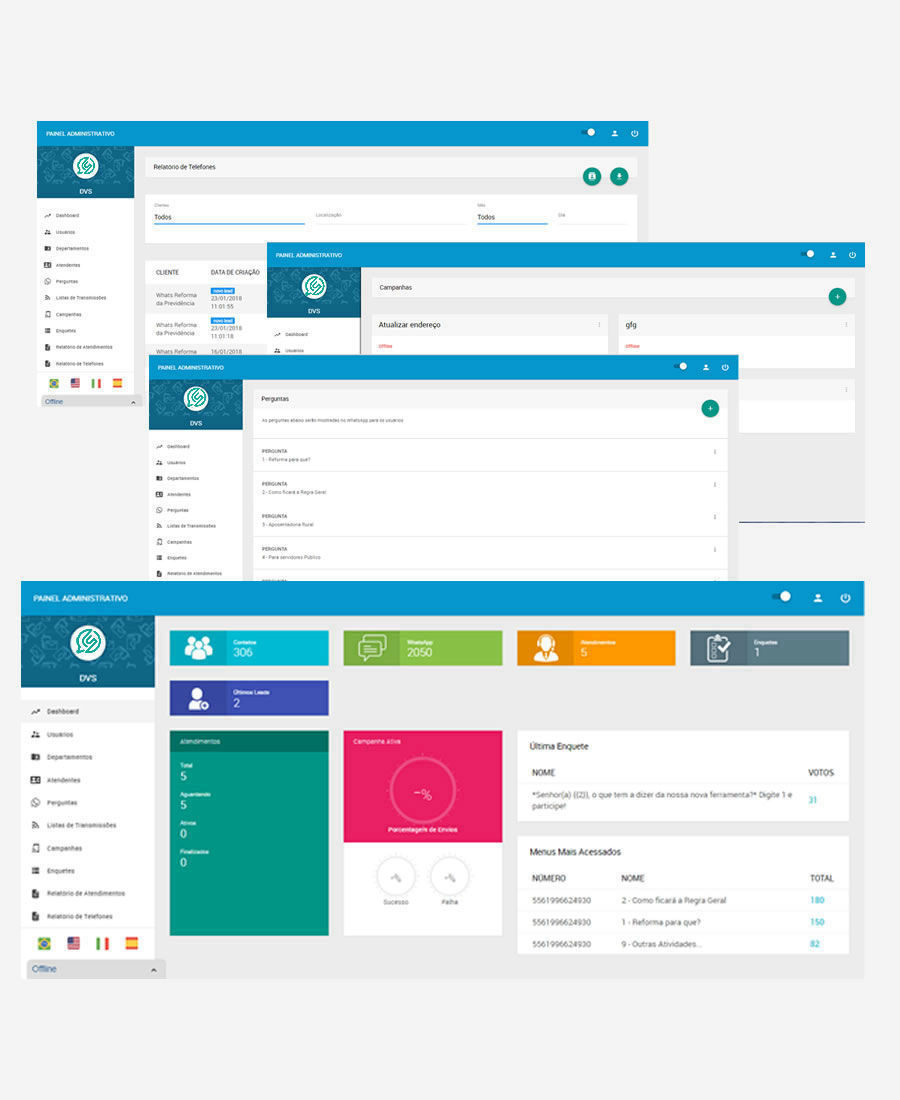 PAINEL ADMINISTRATIVO
DVS
Dashboard
Usuários
Departamentos
Atendentes
Perguntas
Listas de Transmissões
Campanhas
Enquetes
Relatório de Atendimentos
Relatório de Telefones
Offline
Relatório de Telefones
Clientes
Todos
Localização
Mês
Todos
Dia
CLIENTE DATA DE CRIAÇÃO
Whats Reforma da Previdência
novo lead
23/01/2018
11:01:55
Whats Reforma da Previdência
novo lead
23/01/2018
11:01:18
Whats Reforma 16/01/2018
PAINEL ADMINISTRATIVO
DVS
Dashboard
Usuários
Campanhas
Atualizar endereço
offline
gfg
offline
PAINEL ADMINISTRATIVO
DVS
Dashboard
Usuários
Departamentos
Atendentes
Perguntas
Listas de Transmissões
Campanhas
Enquetes
Relatório de Atendimentos
Perguntas
As perguntas abaixo serão mostradas no WhatsApp para os usuários
PERGUNTA
1 - Reforma para que?
PERGUNTA
2 - Como ficará a Regra Geral
PERGUNTA
3 - Aposentadoria Rural
PERGUNTA
4 - Para servidores Público
PERGUNTA
PAINEL ADMINISTRATIVO
DVS
Dashboard
Usuários
Departamentos
Atendentes
Perguntas
Listas de Transmissões
Campanhas
Enquetes
Relatório de Atendimentos
Relatório de Telefones
Offline
Contatos
306
WhatsApp
2050
Atendimentos
5
Enquetes
1
Últimos Leads
2
Atendimentos
Total
5
Aguardando
5
Ativos
0
Finalizados
0
Campanha Ativa
-%
Porcentagem de Envios
-%
Sucesso
-%
Falha
Última Enquete
NOME VOTOS
*Senhor(a) {{2}}, o que tem a dizer da nossa nova ferramenta?* Digite 1 e 31
participe!
Menus Mais Acessados
NÚMERO NOME TOTAL
5561996624930 2 - Como ficará a Regra Geral 180
5561996624930 1 - Reforma para que? 150
5561996624930 9 - Outras Atividades... 82